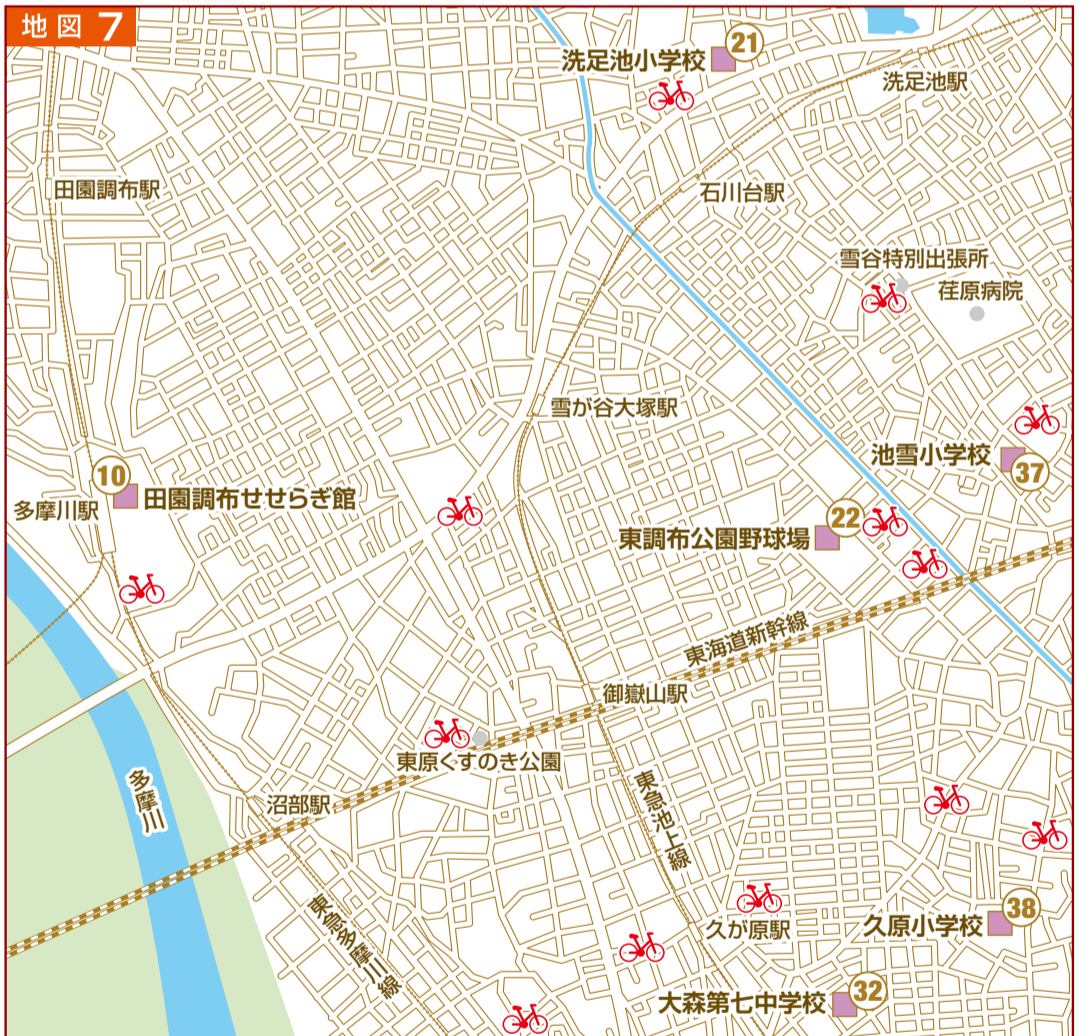 地図 7
21
洗足池小学校
洗足池駅
田園調布駅
石川台駅
雪谷特別出張所
荏原病院
雪が谷大塚駅
池雪小学校
37
10
田園調布せせらぎ館
多摩川駅
22
東調布公園野球場
東海道新幹線
御嶽山駅
東原くすのき公園
多摩川
沼部駅
東急池上線
東急多摩川線
久が原駅
38
久原小学校
32
大森第七中学校